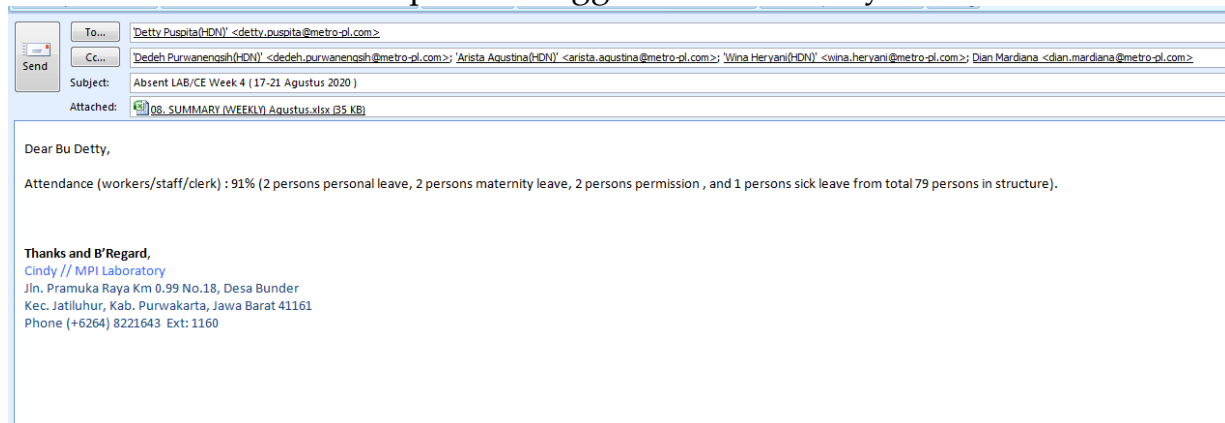 To...
'Detty Puspita(HDN)' <detty.puspita@metro-pl.com>
Send
Cc...
'Dedeh Purwanengsih(HDN)' <dedeh.purwanengsih@metro-pl.com>; 'Arista Agustina(HDN)' <arista.agustina@metro-pl.com>; 'Wina Heryani(HDN)' <wina.heryani@metro-pl.com>; Dian Mardiana <dian.mardiana@metro-pl.com>
Subject:
Absent LAB/CE Week 4 ( 17-21 Agustus 2020 )
Attached:
08. SUMMARY (WEEKLY) Agustus.xlsx (35 KB)
Dear Bu Detty,
Attendance (workers/staff/clerk) : 91% (2 persons personal leave, 2 persons maternity leave, 2 persons permission , and 1 persons sick leave from total 79 persons in structure).
Thanks and B'Regard,
Cindy // MPI Laboratory
Jln. Pramuka Raya Km 0.99 No.18, Desa Bunder
Kec. Jatiluhur, Kab. Purwakarta, Jawa Barat 41161
Phone (+6264) 8221643 Ext: 1160